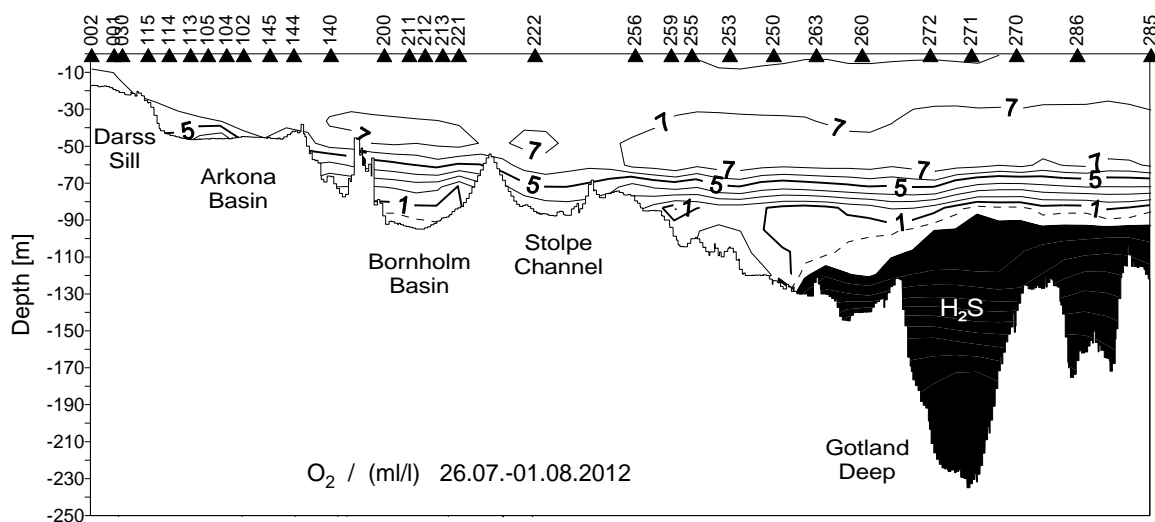 002 001 030 115 114 113 105 104 102 145 144 140 200 211 212 213 221 222 256 259 255 253 250 263 260 272 271 270 286 285
-10
-30
-50
-70
-90
-110
-130
-150
-170
-190
-210
-230
-250
Depth [m]
Darss
Sill
Arkona
Basin
Bornholm
Basin
Stolpe
Channel
Gotland
Deep
H₂S
5
7
7
7
7
7
7
7
5
5
5
5
1
1
1
1
O₂ / (ml/l) 26.07.-01.08.2012